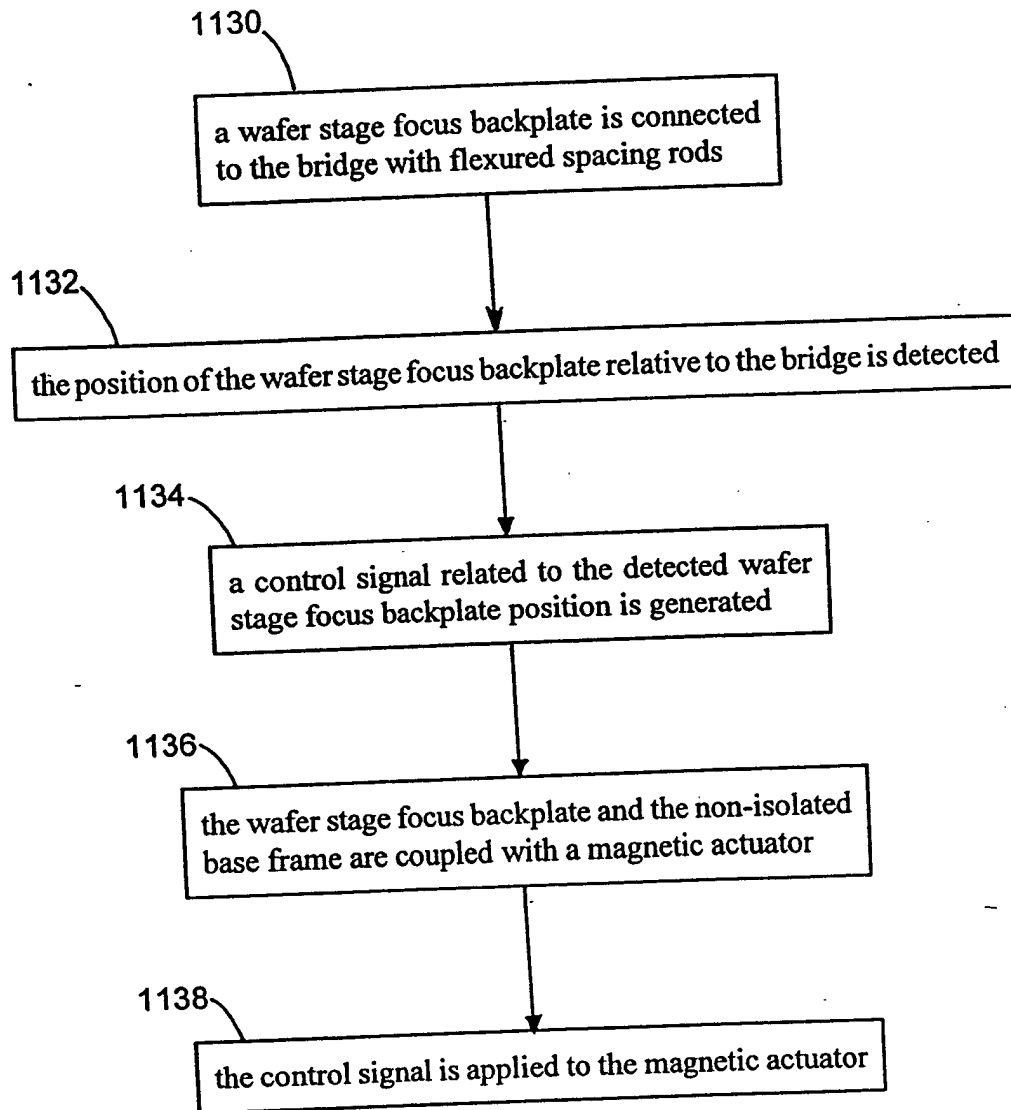 1130
a wafer stage focus backplate is connected
to the bridge with flexured spacing rods
1132
the position of the wafer stage focus backplate relative to the bridge is detected
1134
a control signal related to the detected wafer
stage focus backplate position is generated
1136
the wafer stage focus backplate and the non-isolated
base frame are coupled with a magnetic actuator
1138
the control signal is applied to the magnetic actuator